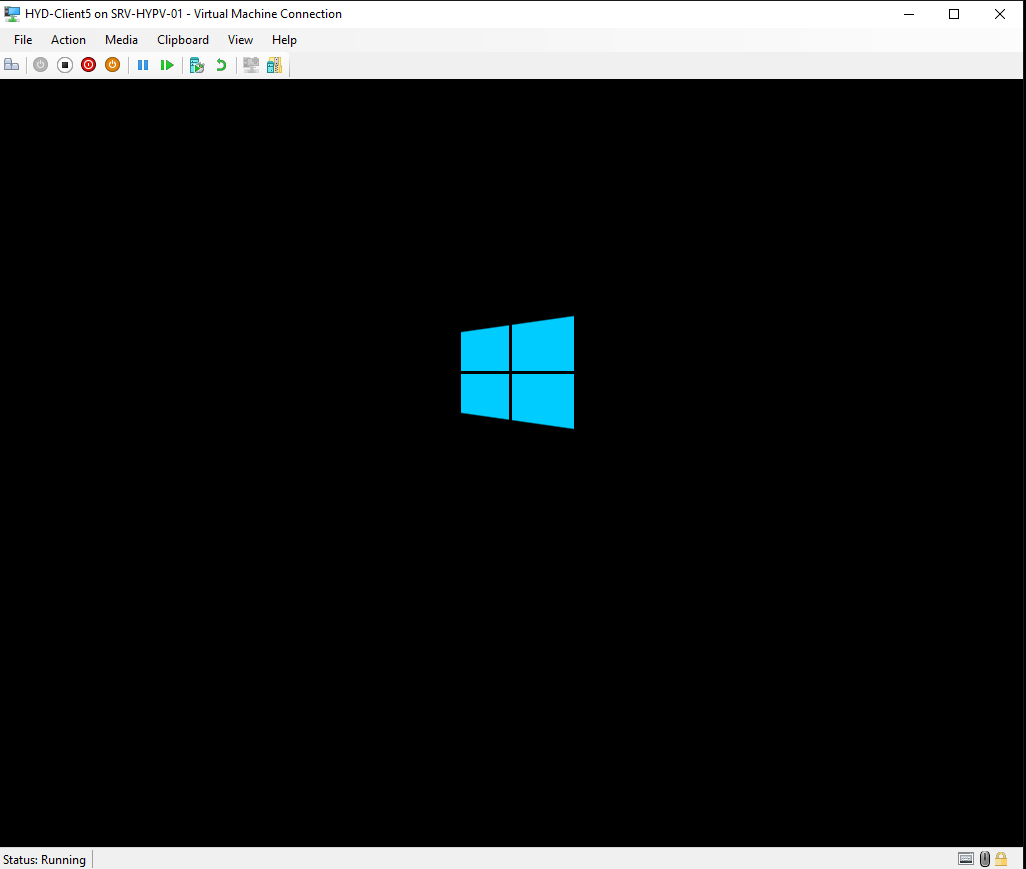 HYD-Client5 on SRV-HYPV-01 - Virtual Machine Connection
File Action Media Clipboard View Help
Status: Running